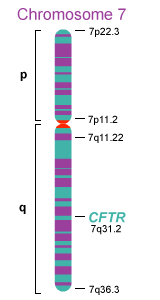 Chromosome 7
7p22.3
p
7p11.2
7q11.22
q
CFTR
7q31.2
7q36.3